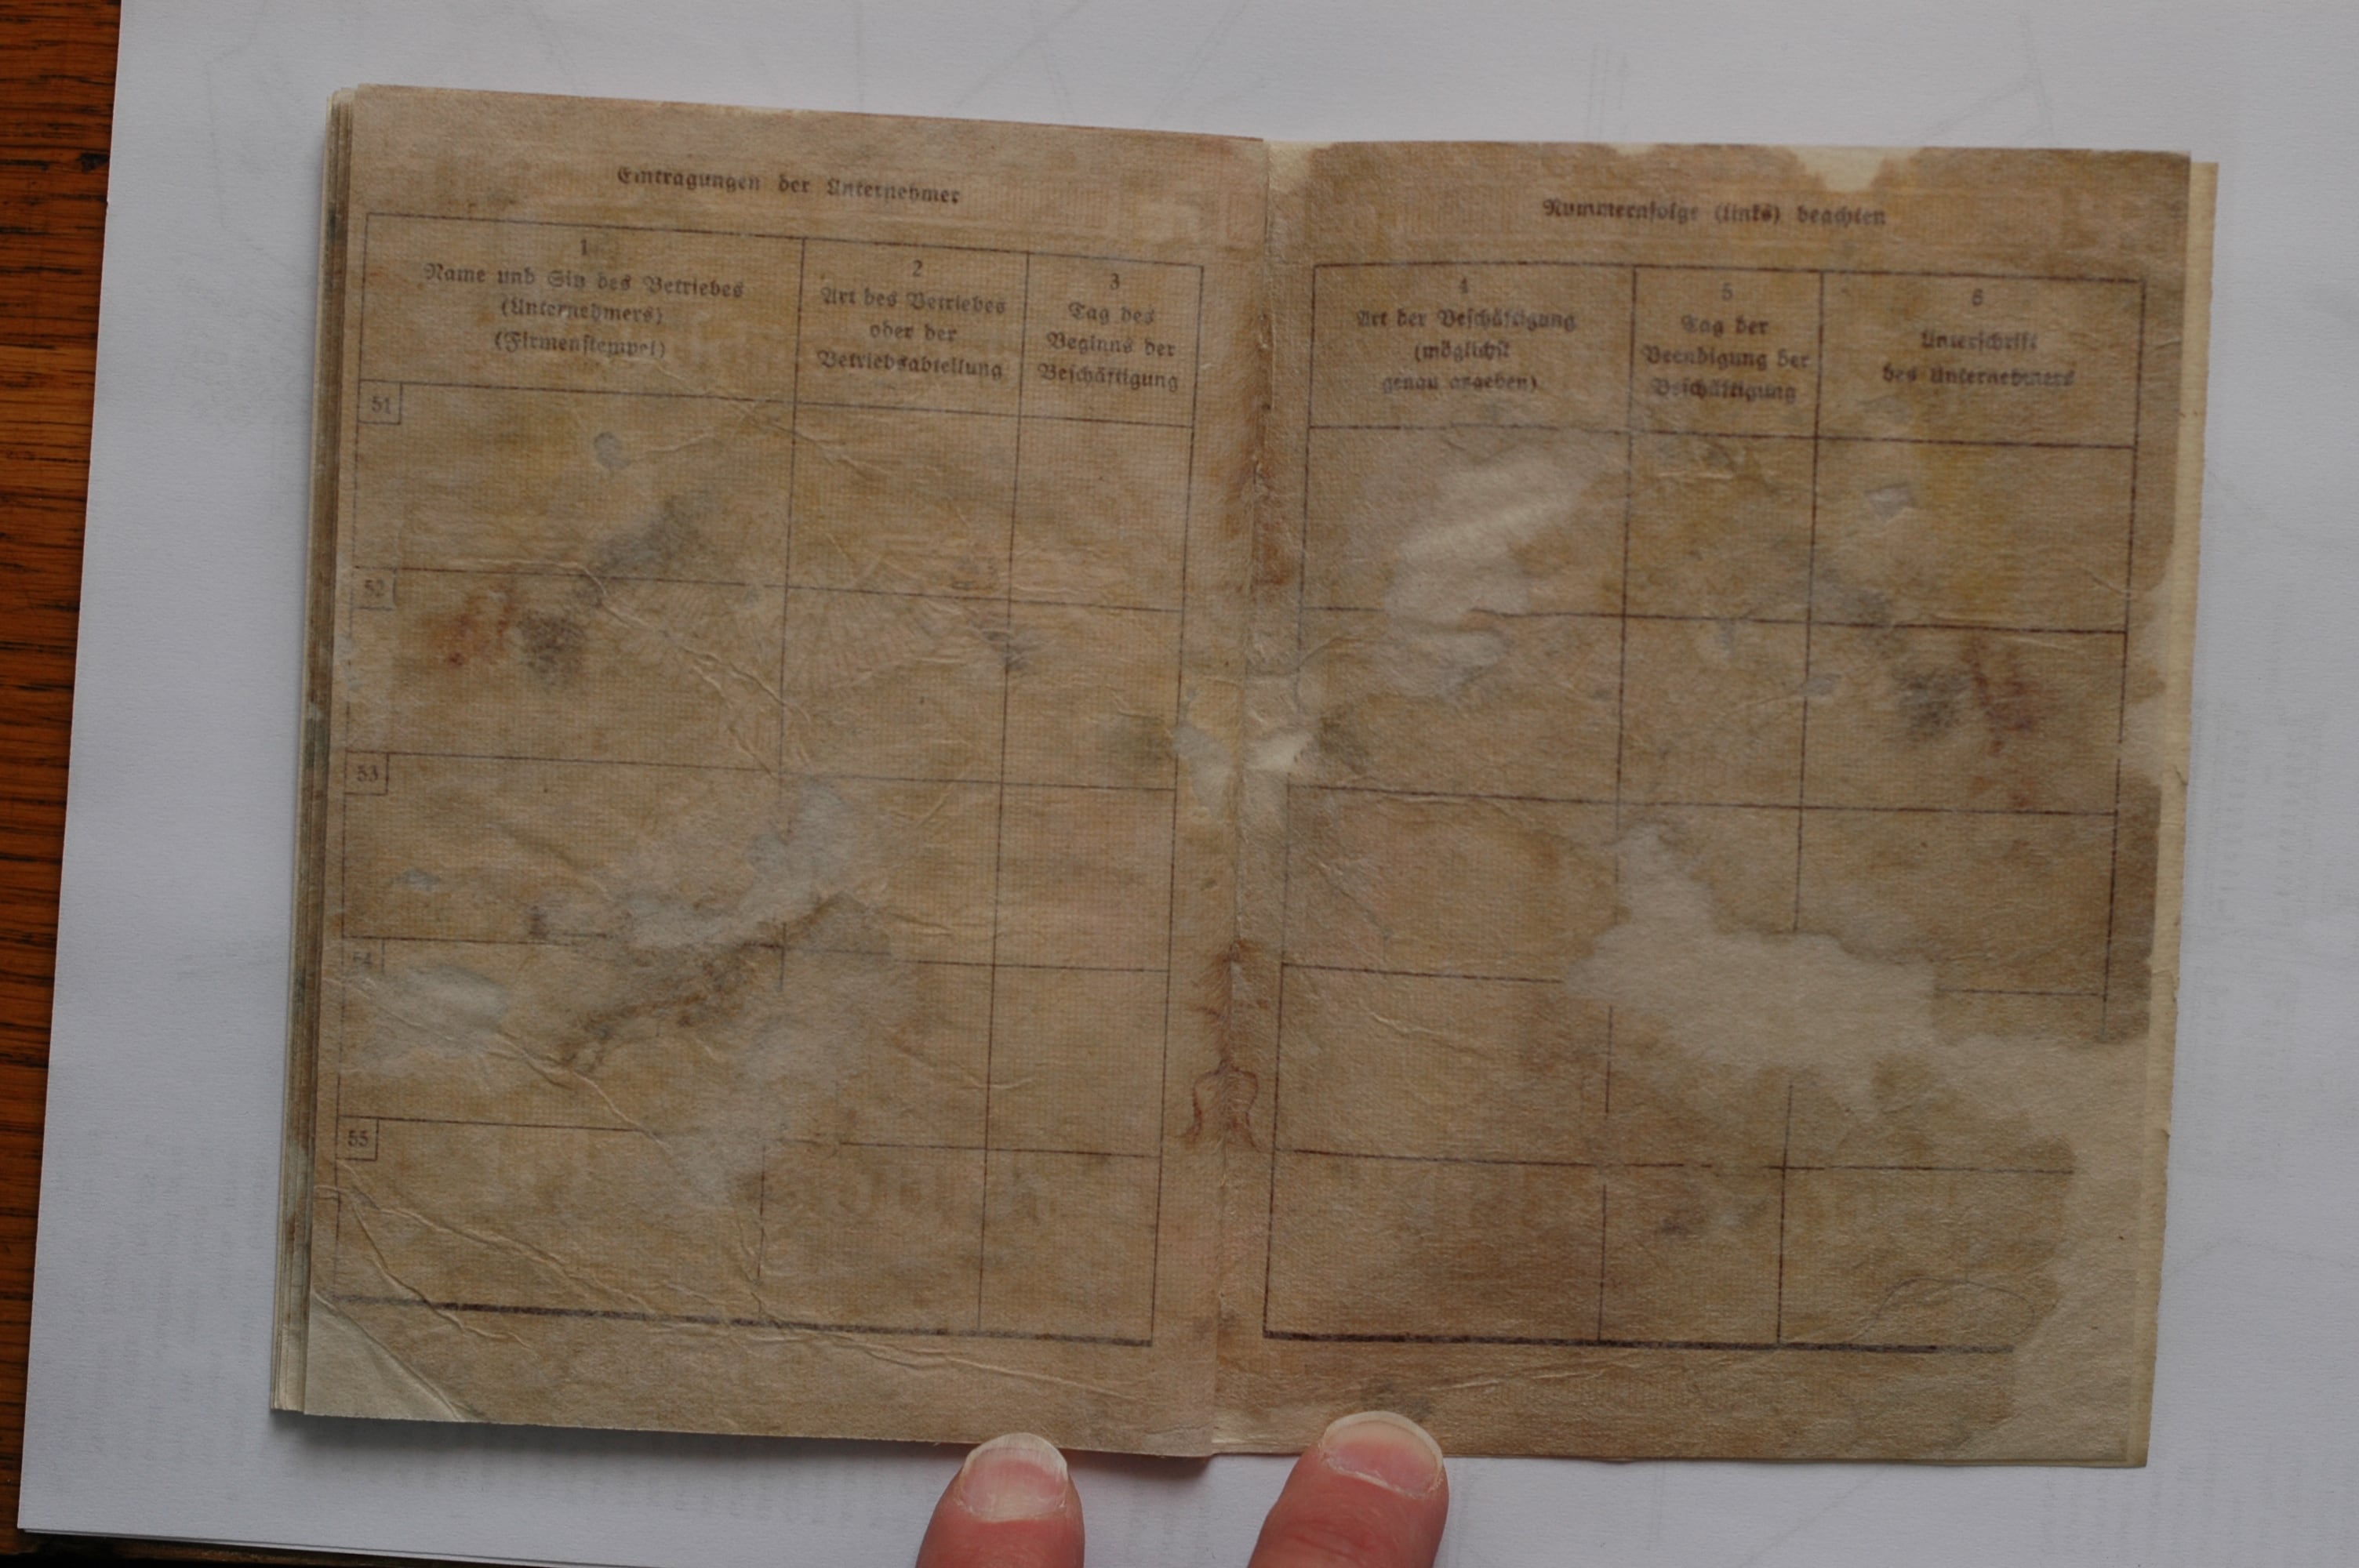 Eintragungen der Unternehmer
1
Name und Sitz des Betriebes
(Unternehmers)
(Firmenstempel)
2
Art des Betriebes
oder der
Betriebsabteilung
3
Tag des
Beginns der
Beschäftigung
51
52
53
54
55
Nummernfolge (links) beachten
4
Art der Beschäftigung
(möglichst
genau angeben)
5
Tag der
Beendigung der
Beschäftigung
6
Unterschrift
des Unternehmers